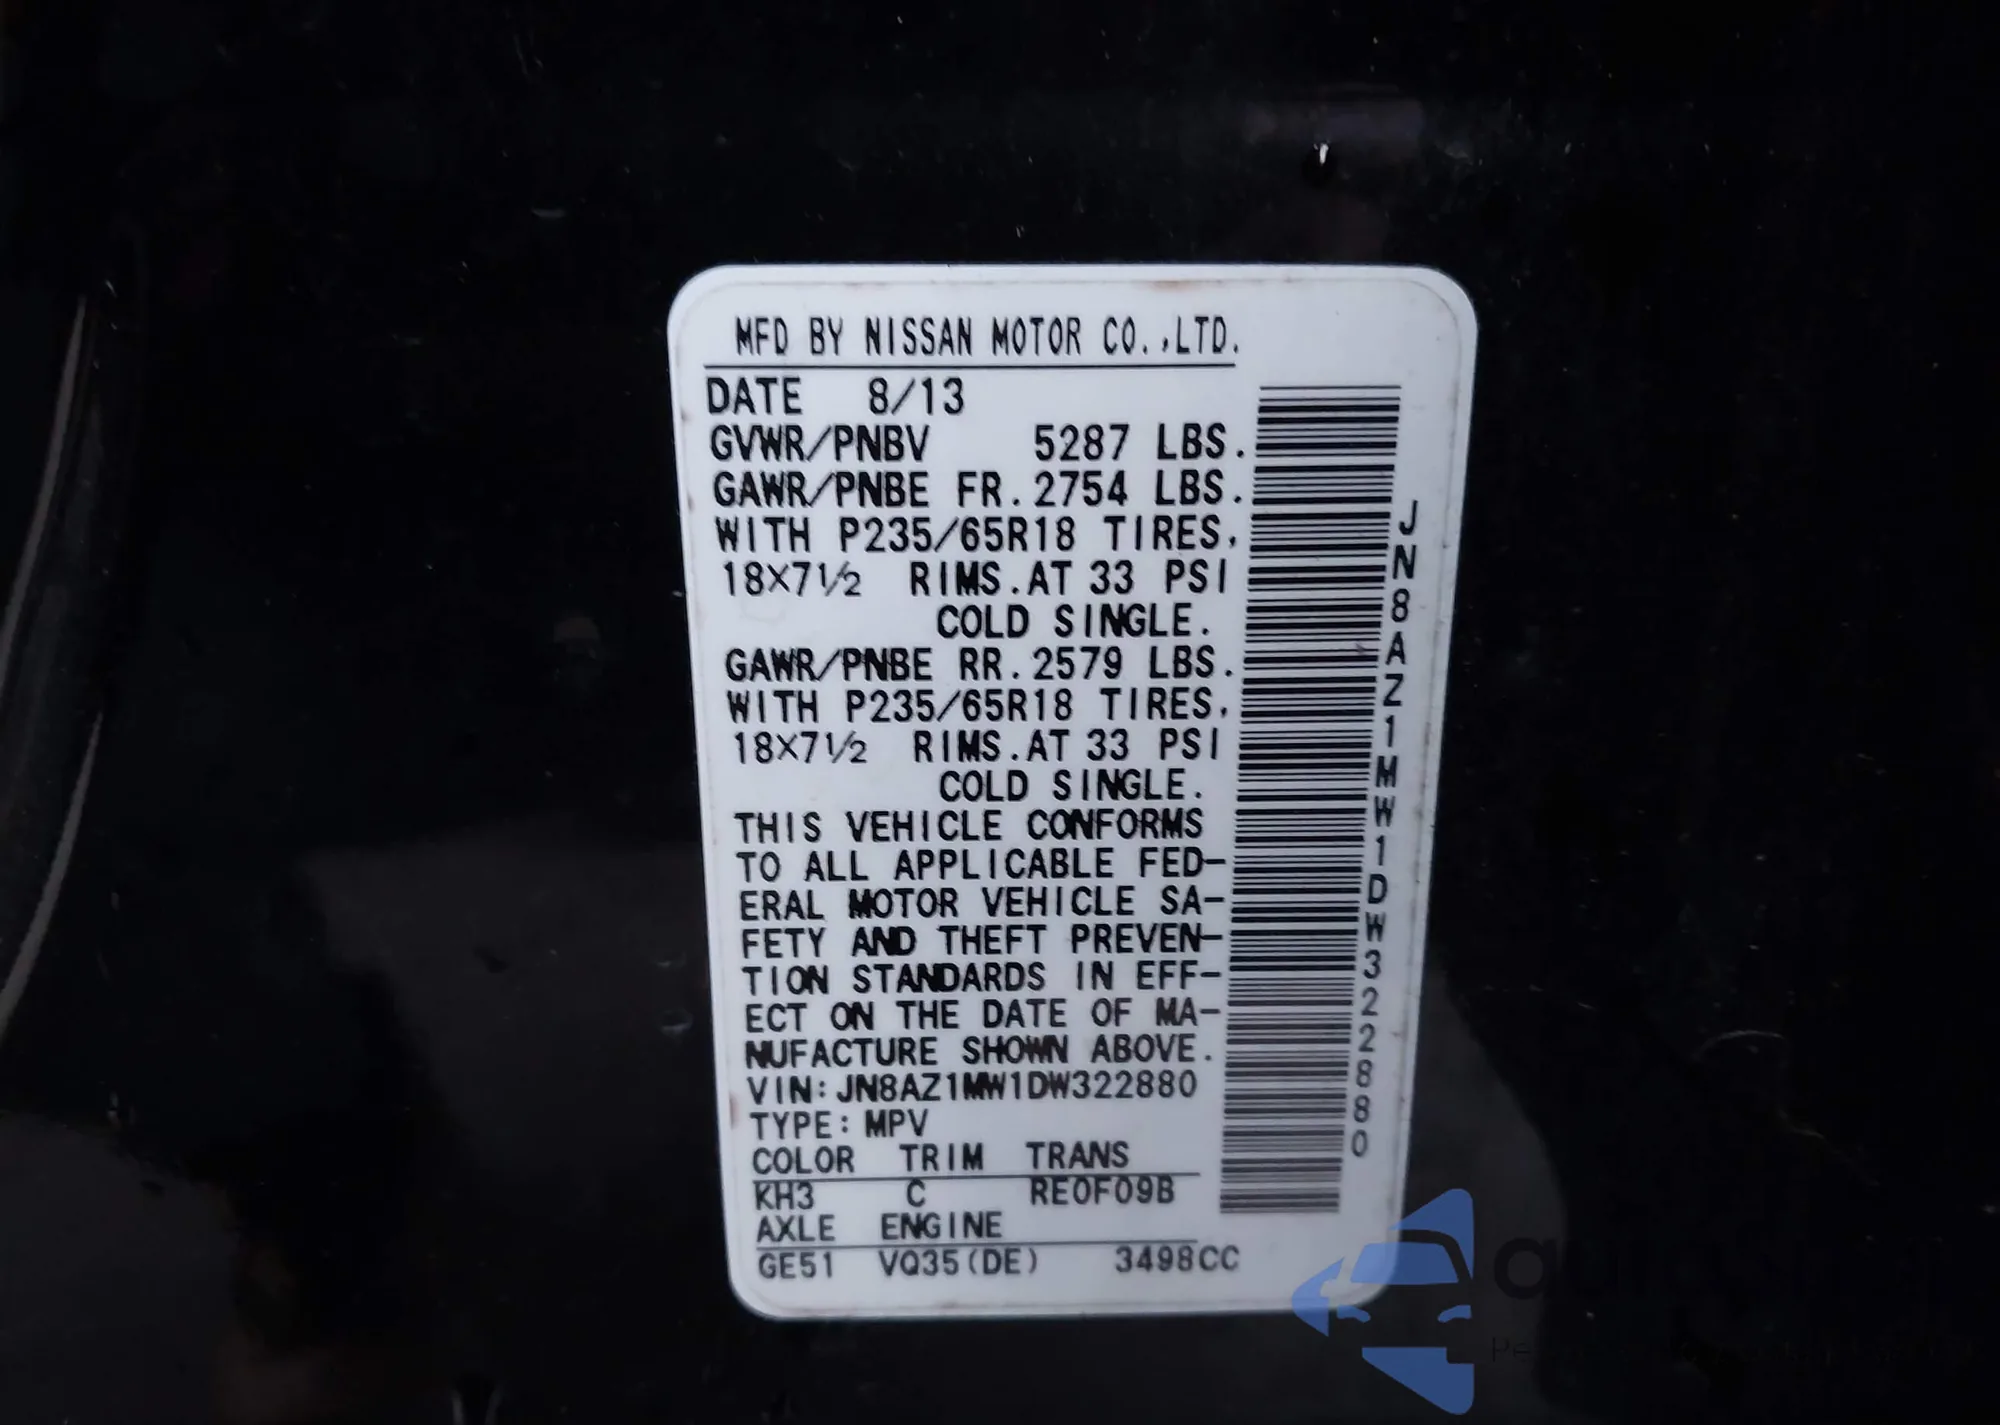 MFD BY NISSAN MOTOR CO.,LTD.
DATE 8/13
GVWR/PNBV 5287 LBS.
GAWR/PNBE FR.2754 LBS.
WITH P235/65R18 TIRES,
18×7½ RIMS.AT 33 PSI
COLD SINGLE.
GAWR/PNBE RR.2579 LBS.
WITH P235/65R18 TIRES,
18×7½ RIMS.AT 33 PSI
COLD SINGLE.
THIS VEHICLE CONFORMS
TO ALL APPLICABLE FED-
ERAL MOTOR VEHICLE SA-
FETY AND THEFT PREVEN-
TION STANDARDS IN EFF-
ECT ON THE DATE OF MA-
NUFACTURE SHOWN ABOVE.
VIN:JN8AZ1MW1DW322880
TYPE:MPV
COLOR TRIM TRANS
KH3 C RE0F09B
AXLE ENGINE
GE51 VQ35(DE) 3498CC
JN8AZ1MW1DW322880